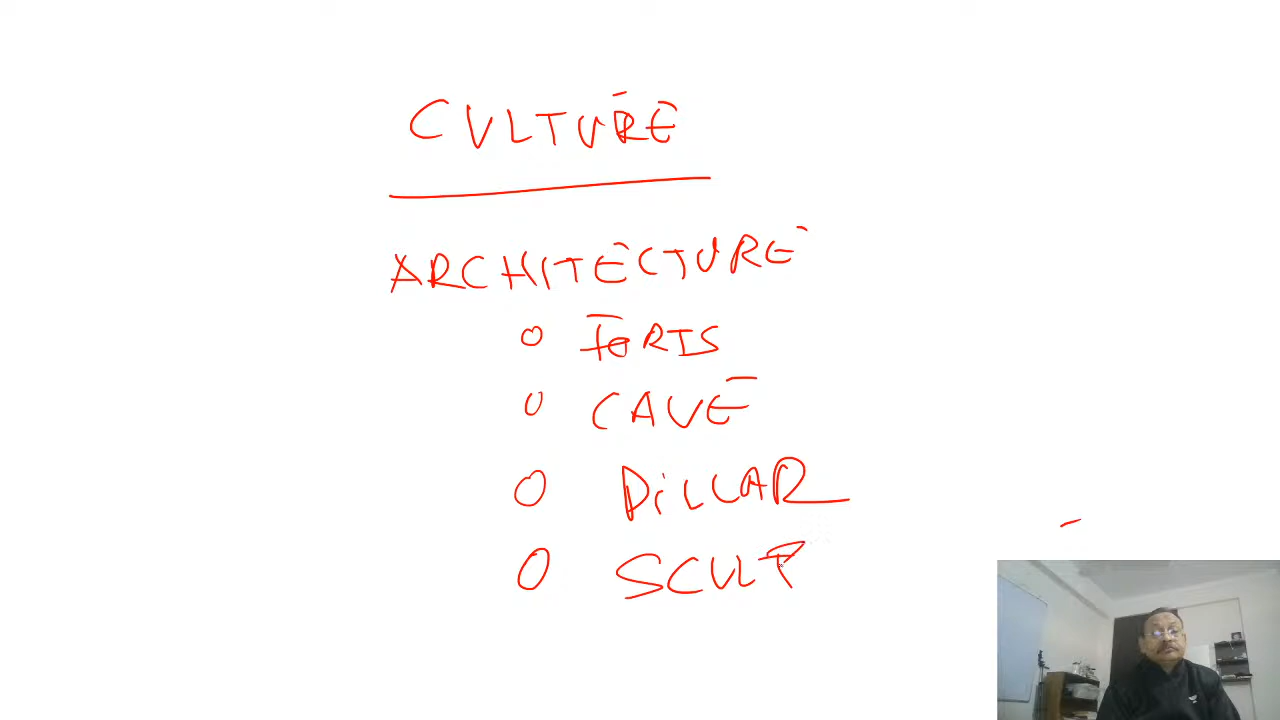 CULTURE
ARCHITECTURE
o FORTS
o CAVE
o PILLAR
o SCULP